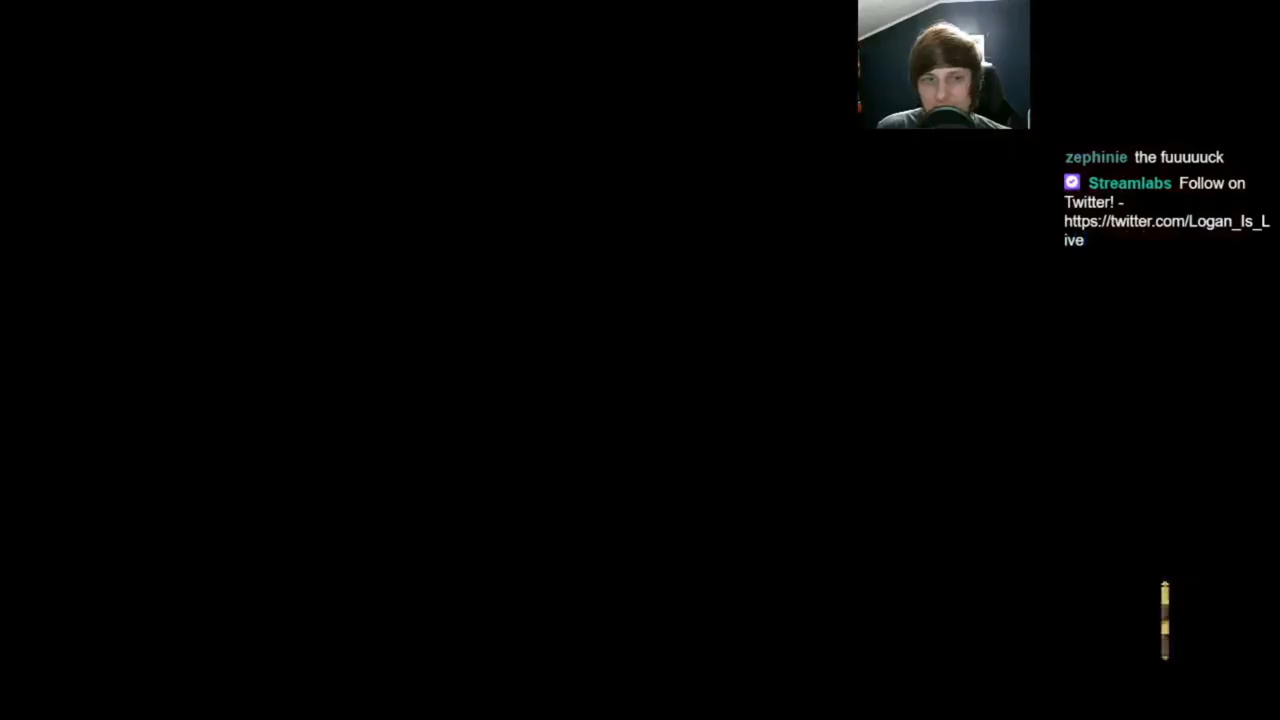 zephinie the fuuuuuck
Streamlabs Follow on
Twitter! -
https://twitter.com/Logan_Is_L
ive